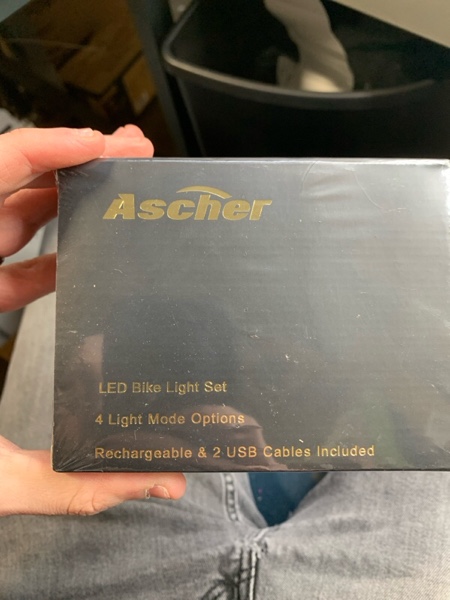 Ascher
LED Bike Light Set
4 Light Mode Options
Rechargeable & 2 USB Cables Included